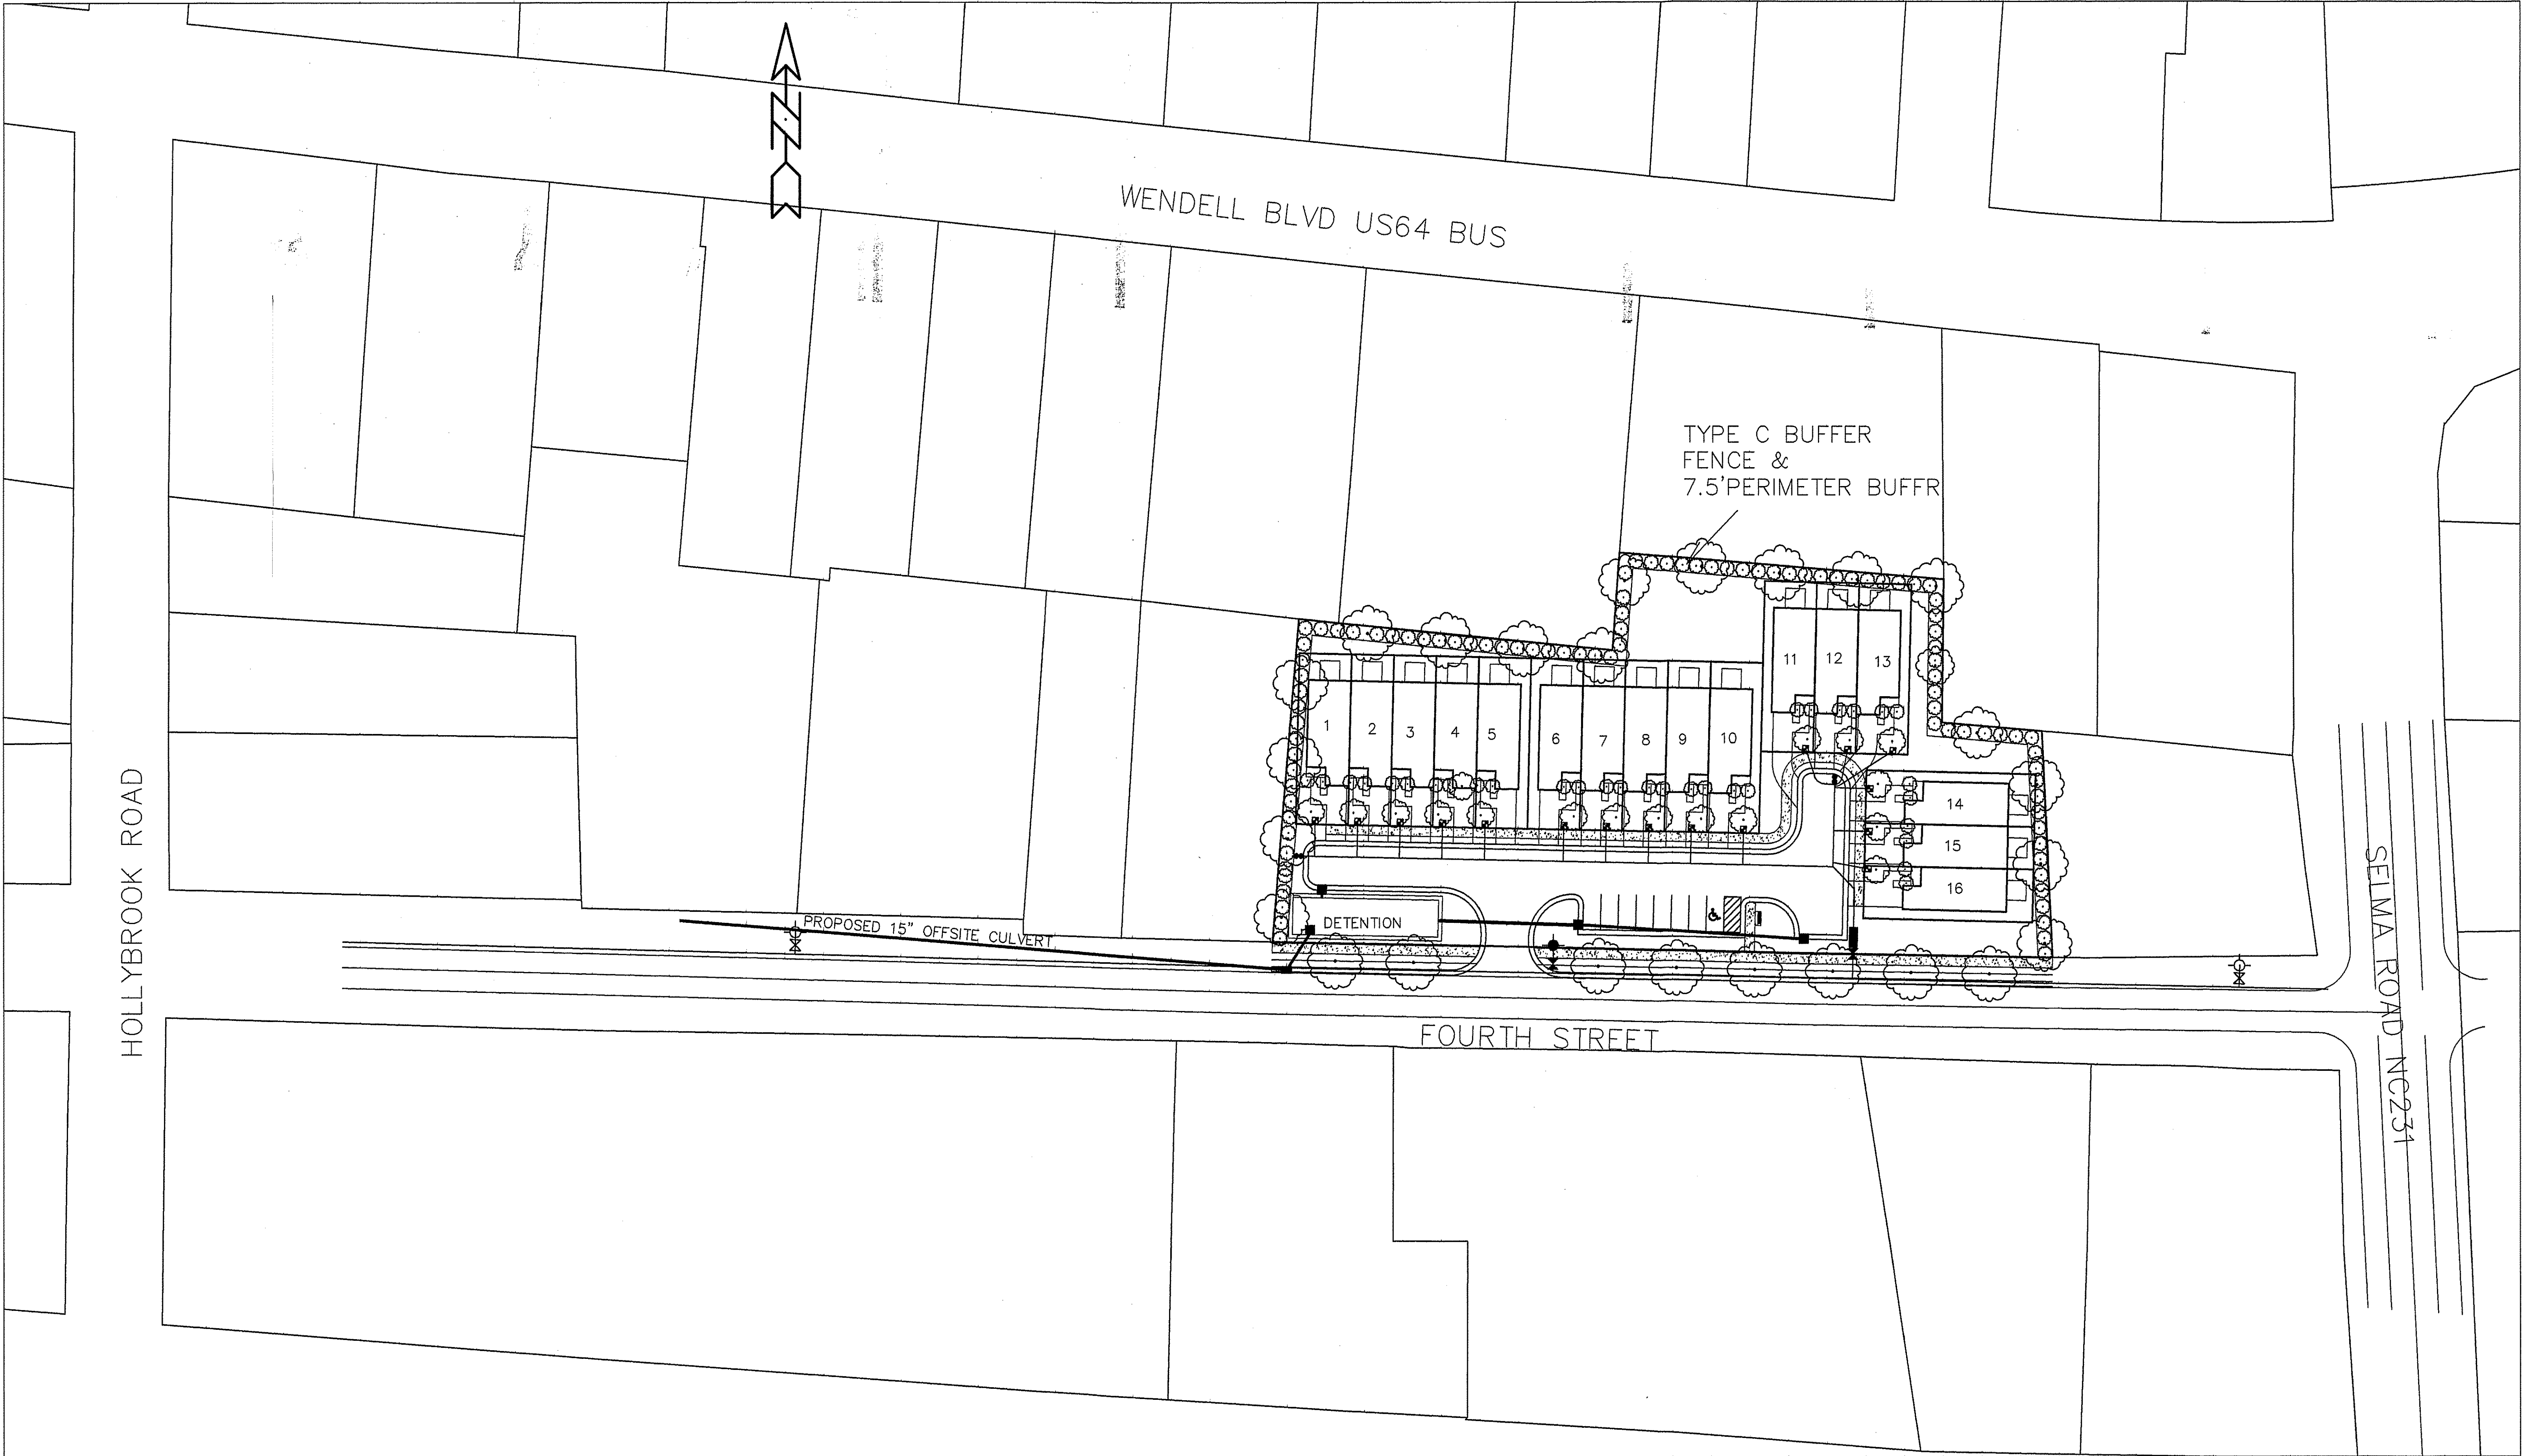 N
WENDELL BLVD US64 BUS
TYPE C BUFFER
FENCE &
7.5'PERIMETER BUFFR
11 12 13
1 2 3 4 5 6 7 8 9 10
14
15
16
DETENTION
PROPOSED 15" OFFSITE CULVERT
HOLLYBROOK ROAD
FOURTH STREET
SELMA ROAD NC231